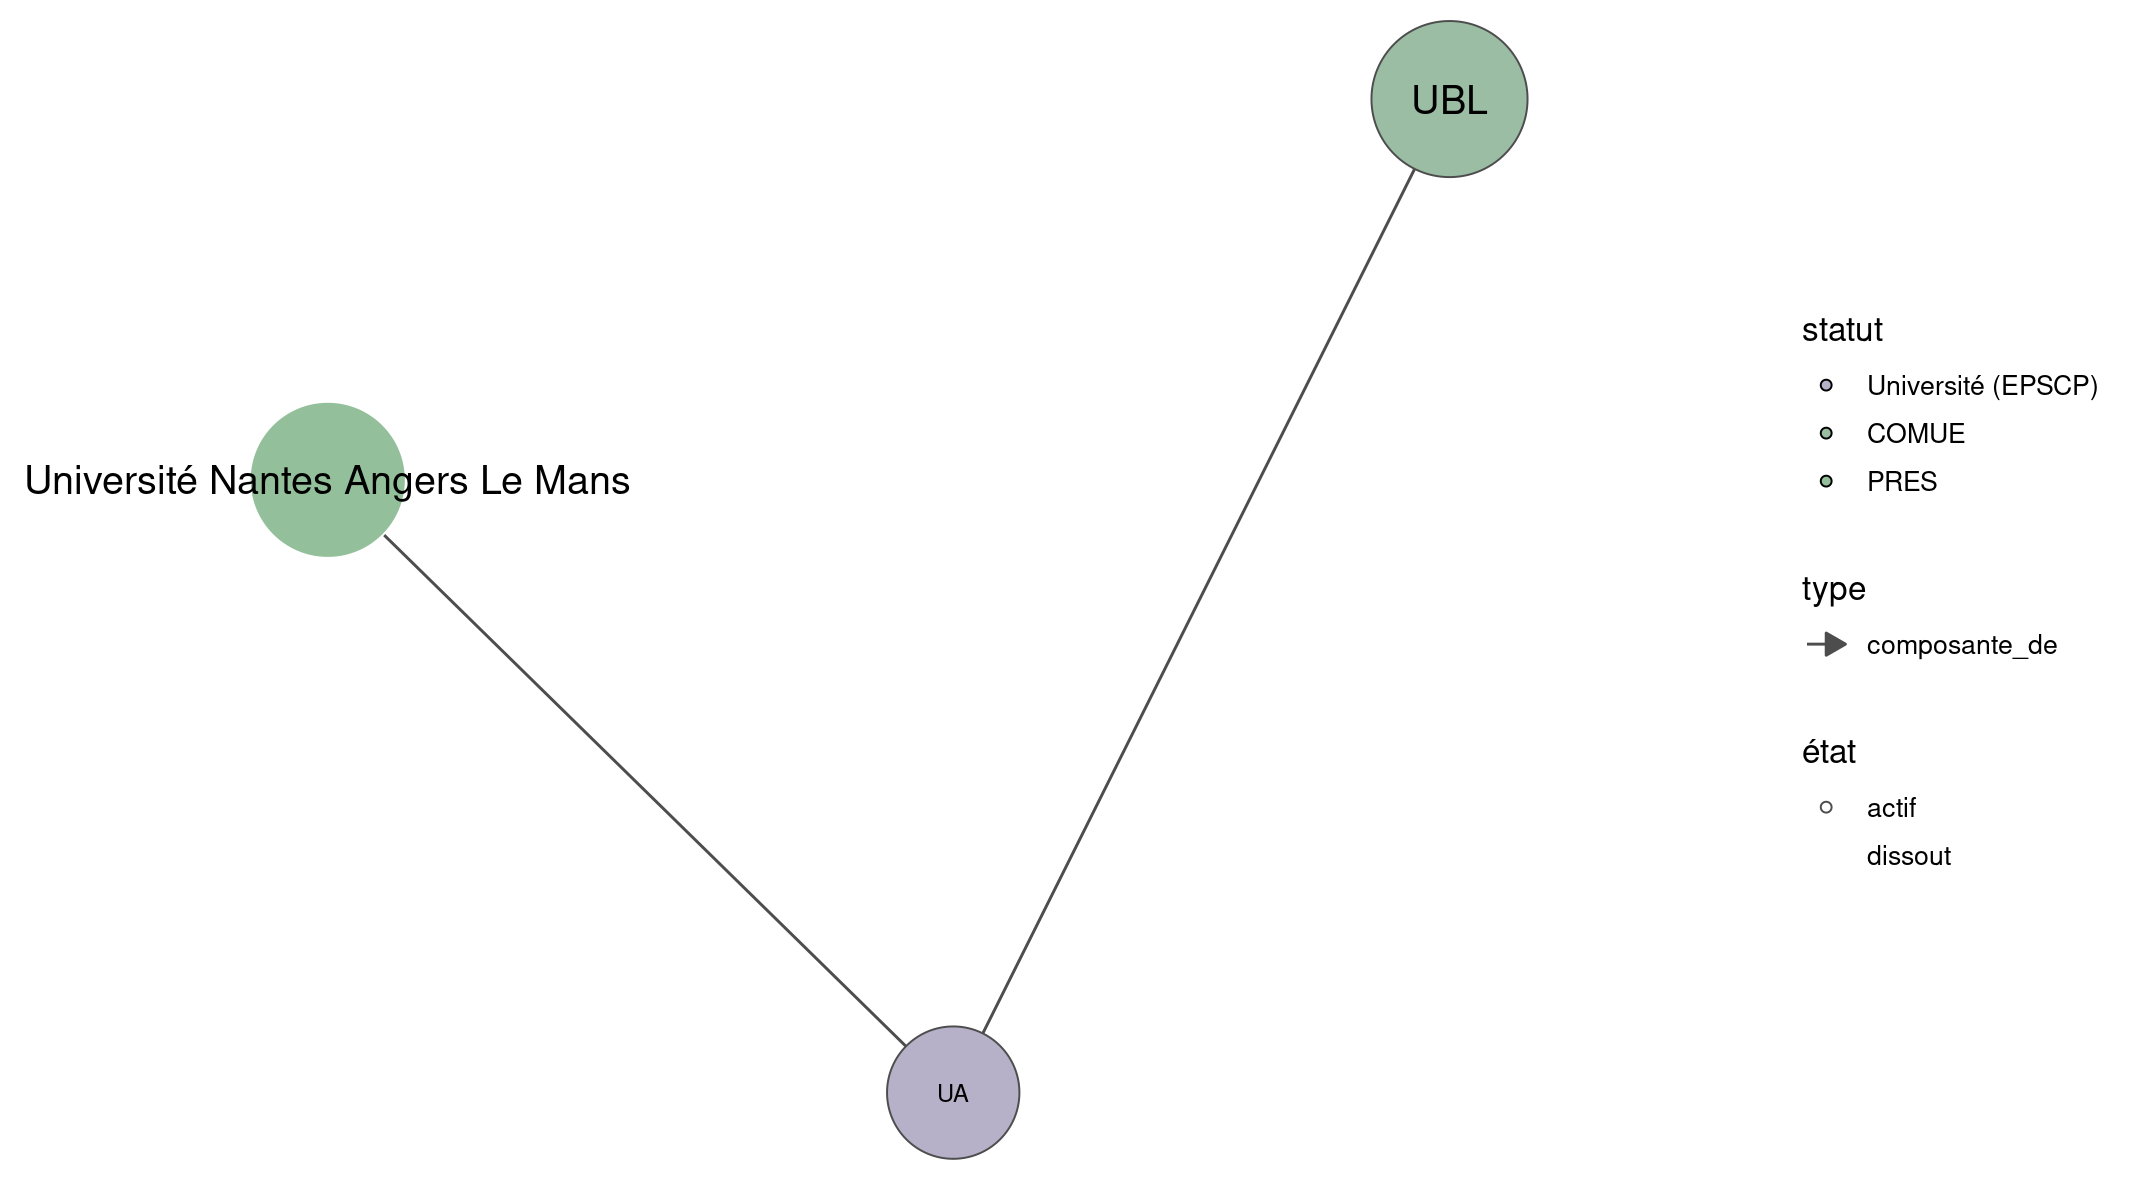 UBL
Université Nantes Angers Le Mans
UA
statut
Université (EPSCP)
COMUE
PRES
type
composante_de
état
actif
dissout